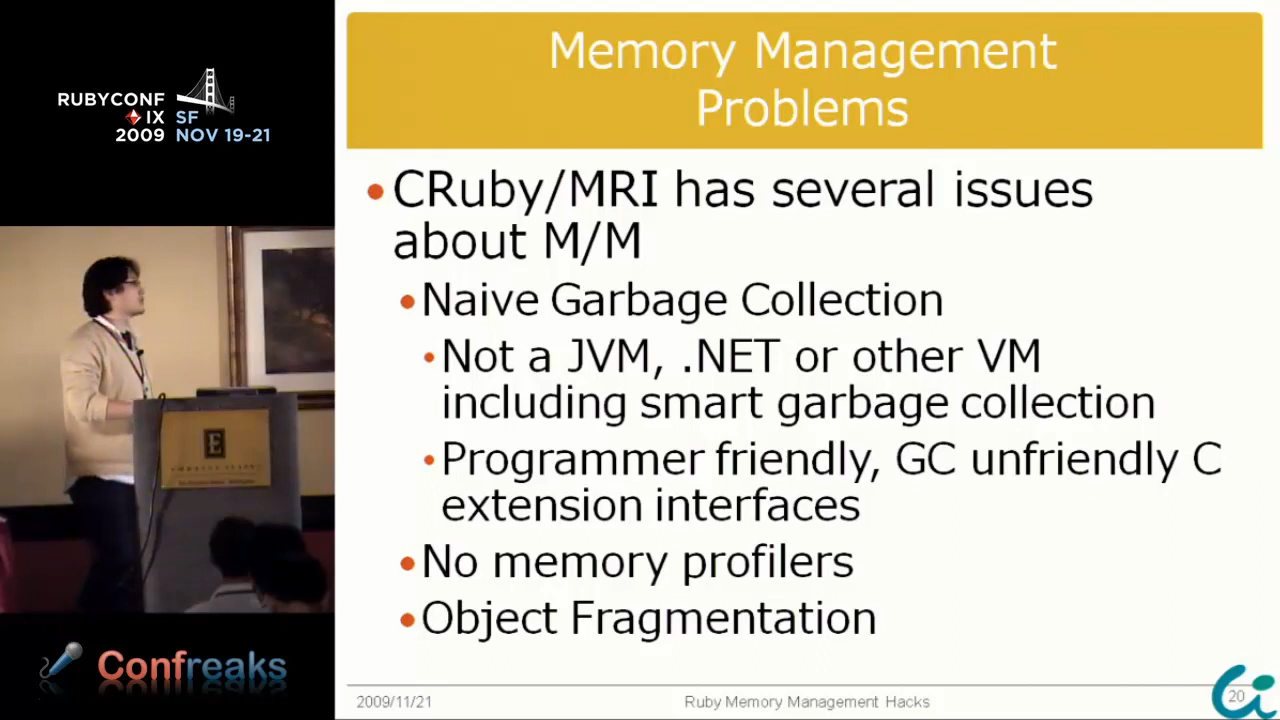 RUBYCONF
IX SF
2009 NOV 19-21
Memory Management
Problems
CRuby/MRI has several issues
about M/M
Naive Garbage Collection
Not a JVM, .NET or other VM
including smart garbage collection
Programmer friendly, GC unfriendly C
extension interfaces
No memory profilers
Object Fragmentation
E
Confreaks
2009/11/21
Ruby Memory Management Hacks
20